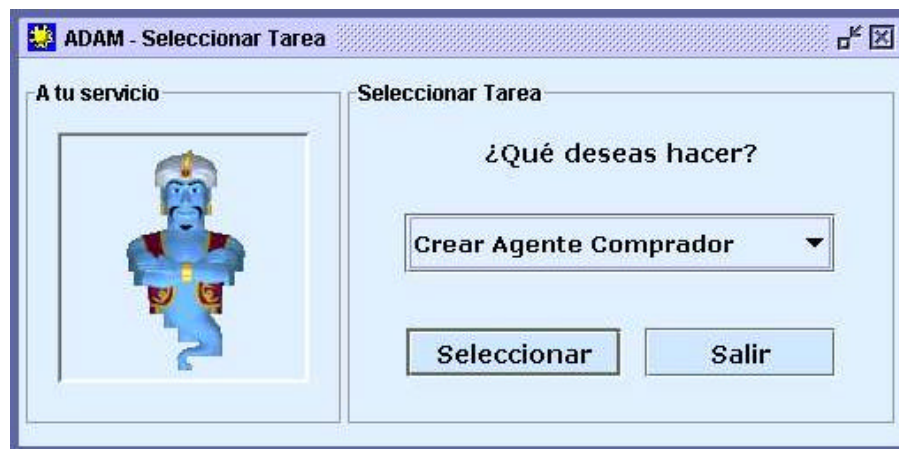 ADAM - Seleccionar Tarea
A tu servicio
Seleccionar Tarea
¿Qué deseas hacer?
Crear Agente Comprador
Seleccionar
Salir